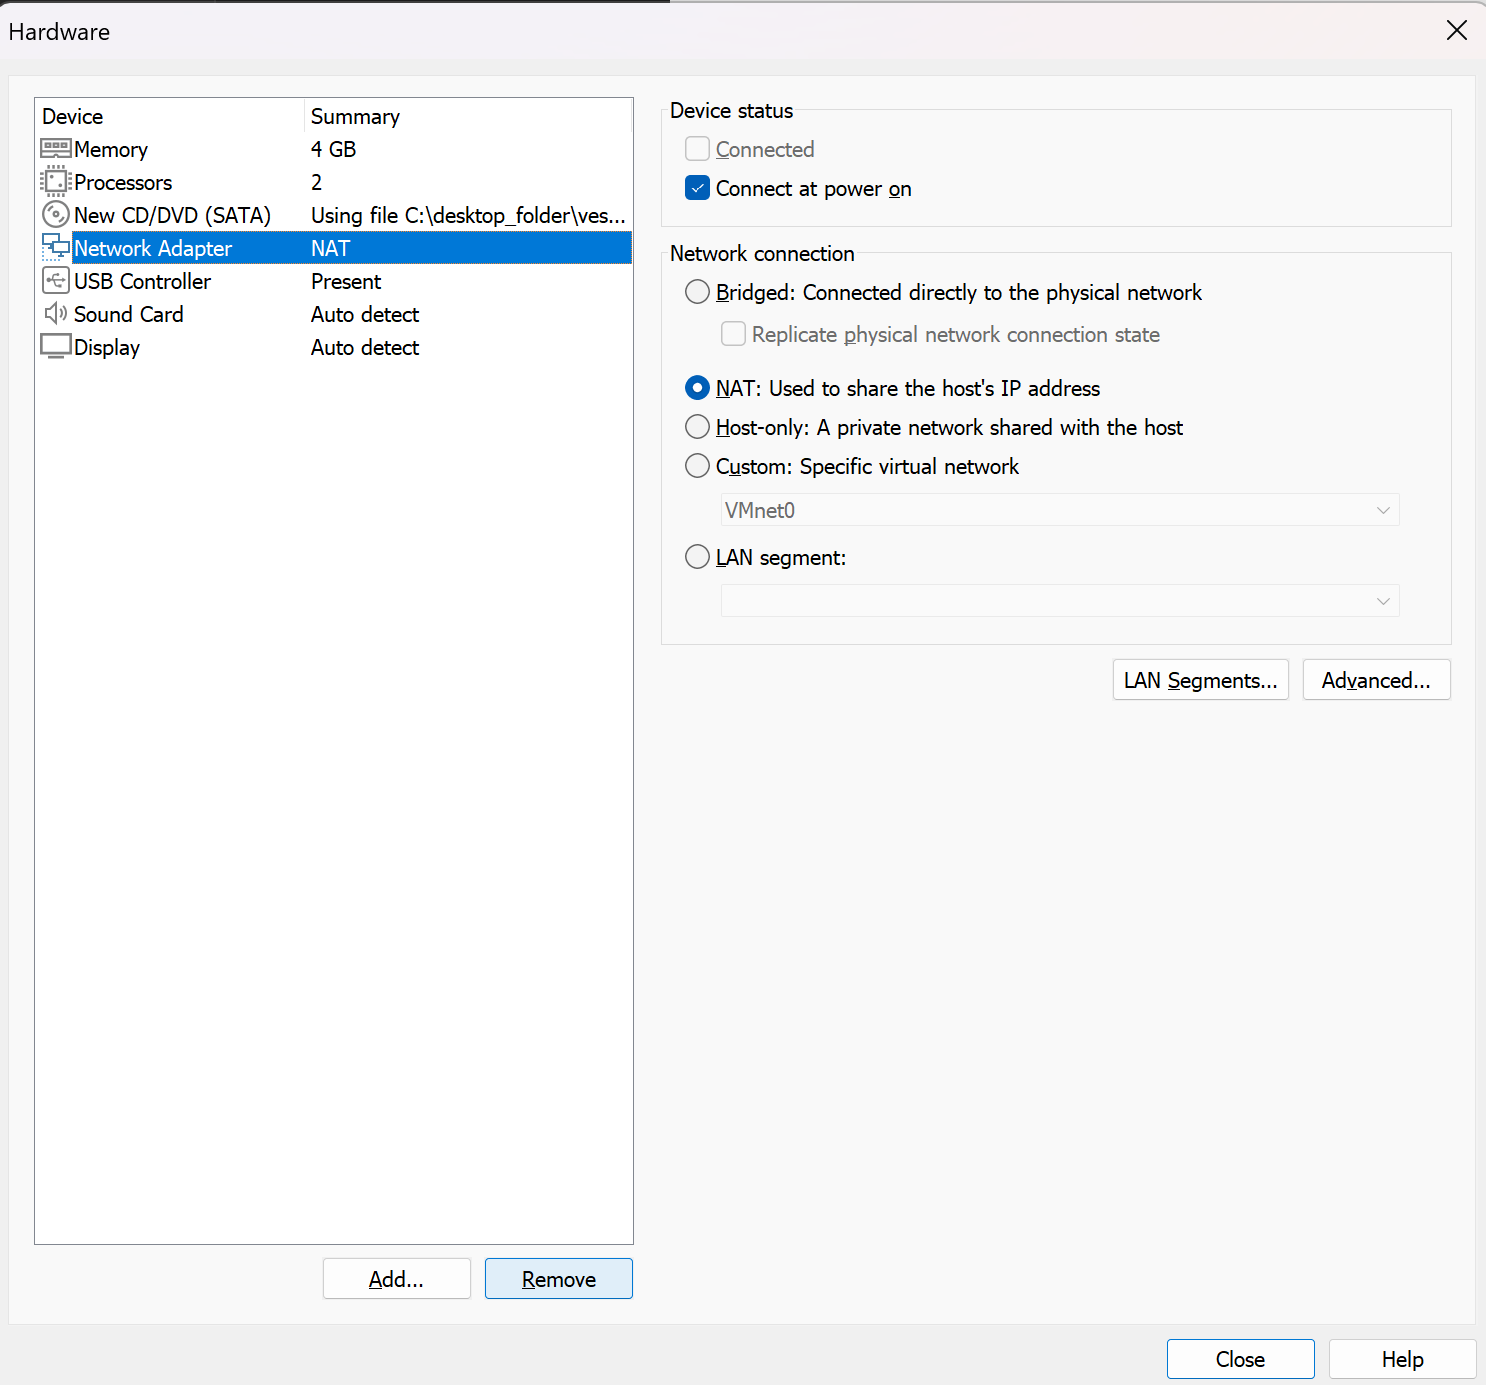 Hardware
Device Summary
Memory 4 GB
Processors 2
New CD/DVD (SATA) Using file C:\desktop_folder\ves...
Network Adapter NAT
USB Controller Present
Sound Card Auto detect
Display Auto detect
Add... Remove
Device status
Connected
Connect at power on
Network connection
Bridged: Connected directly to the physical network
Replicate physical network connection state
NAT: Used to share the host's IP address
Host-only: A private network shared with the host
Custom: Specific virtual network
VMnet0
LAN segment:
LAN Segments... Advanced...
Close Help